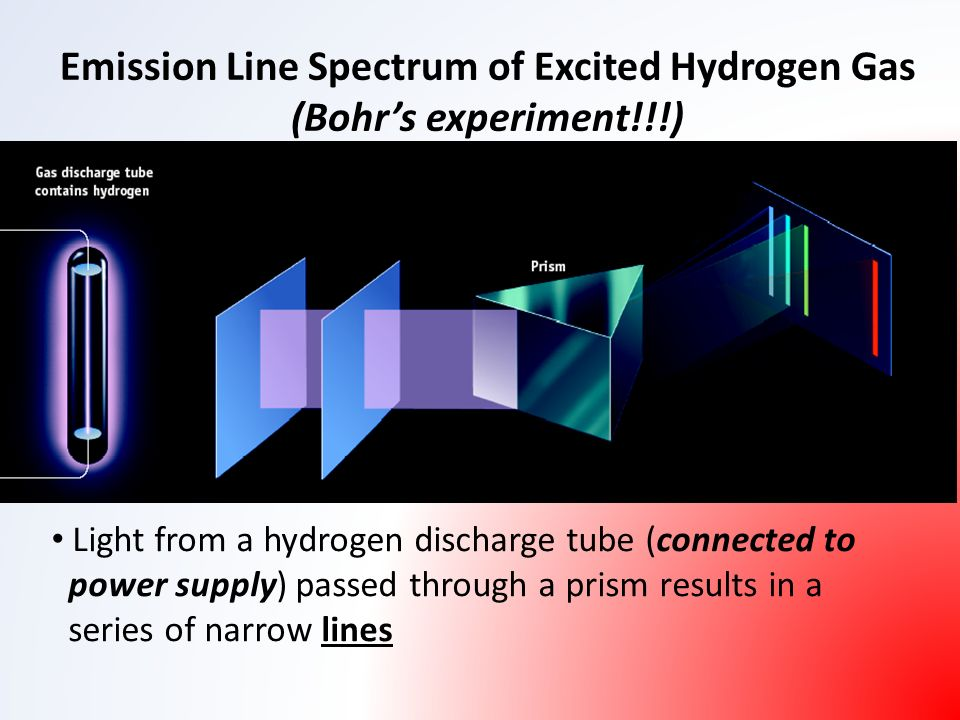 Emission Line Spectrum of Excited Hydrogen Gas
(Bohr’s experiment!!!)
Gas discharge tube
contains hydrogen
Prism
• Light from a hydrogen discharge tube (connected to
power supply) passed through a prism results in a
series of narrow lines